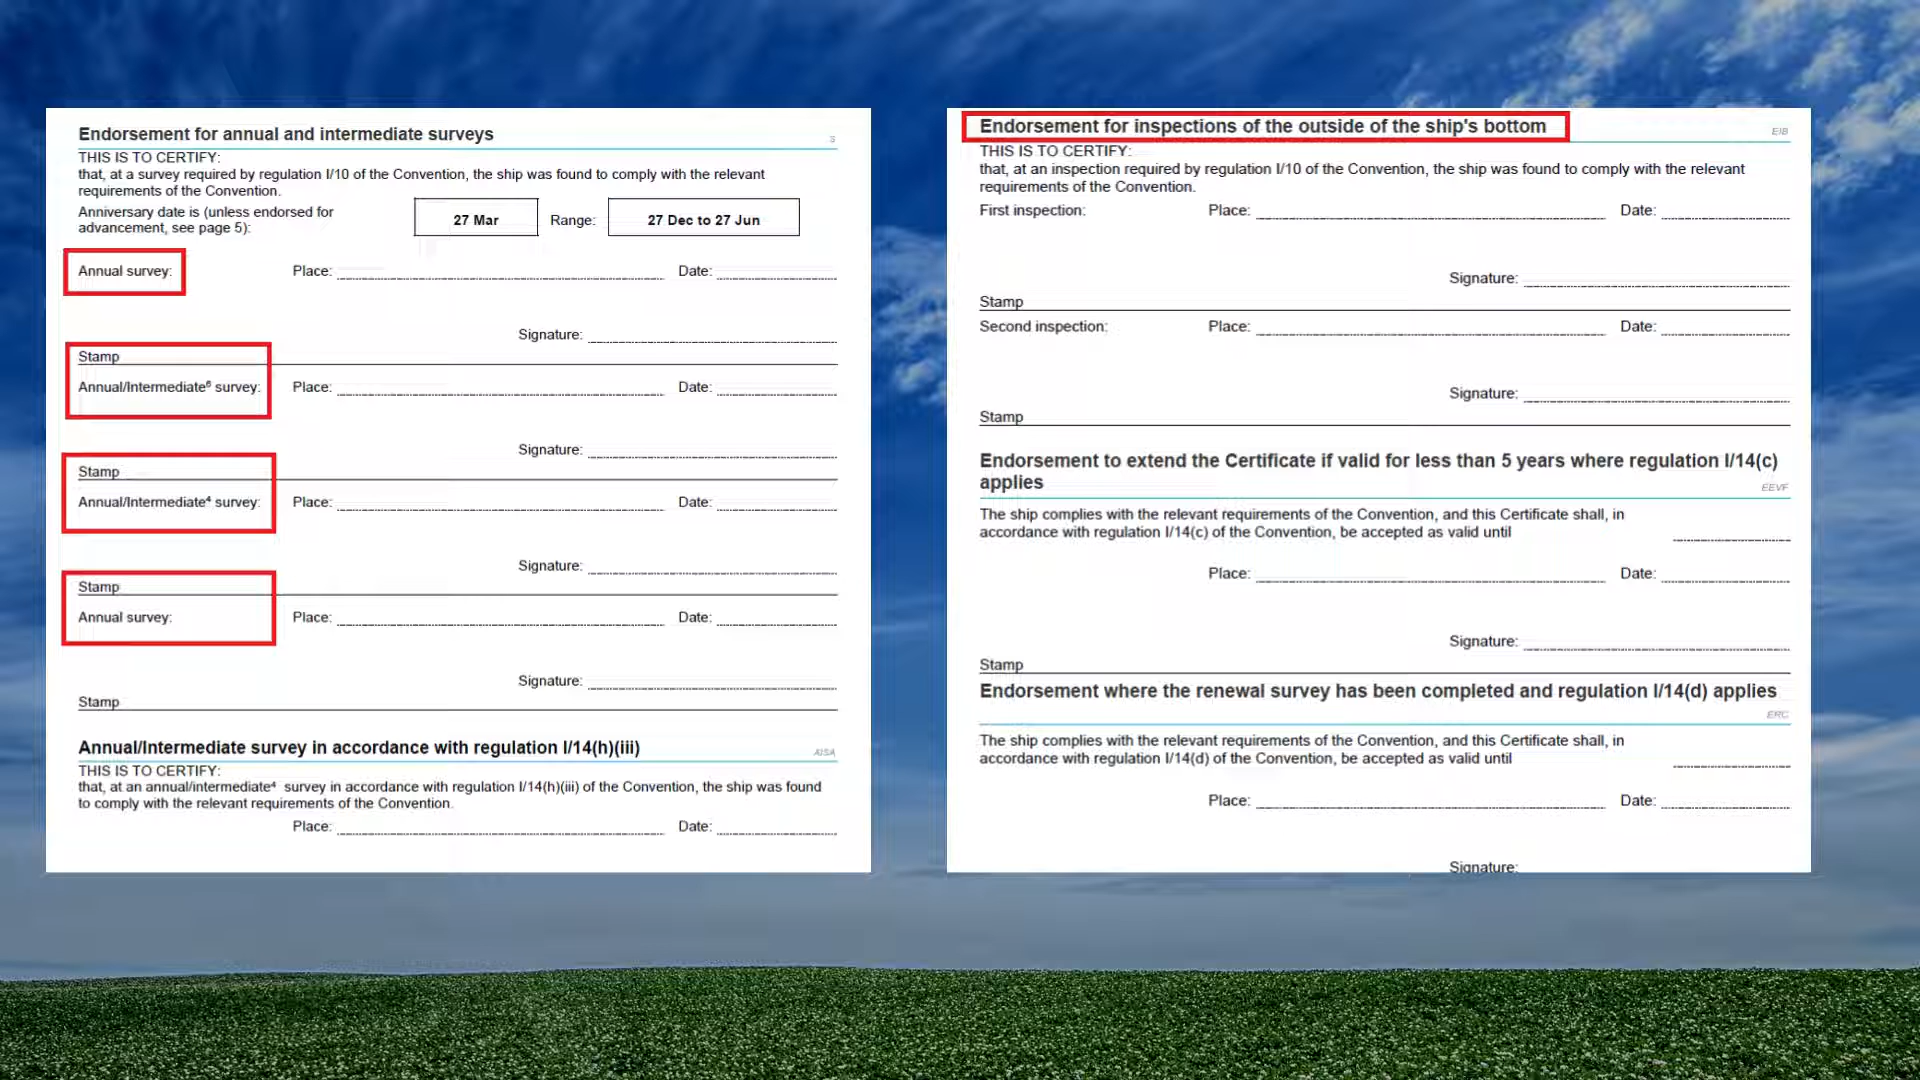 Endorsement for annual and intermediate surveys
S
THIS IS TO CERTIFY:
that, at a survey required by regulation I/10 of the Convention, the ship was found to comply with the relevant
requirements of the Convention.
Anniversary date is (unless endorsed for
advancement, see page 5):
27 Mar
Range:
27 Dec to 27 Jun
Annual survey:
Place:
Date:
Signature:
Stamp
Annual/Intermediate⁶ survey:
Place:
Date:
Signature:
Stamp
Annual/Intermediate⁴ survey:
Place:
Date:
Signature:
Stamp
Annual survey:
Place:
Date:
Signature:
Stamp
Annual/Intermediate survey in accordance with regulation I/14(h)(iii)
AISA
THIS IS TO CERTIFY:
that, at an annual/intermediate⁴ survey in accordance with regulation I/14(h)(iii) of the Convention, the ship was found
to comply with the relevant requirements of the Convention.
Place:
Date:
Endorsement for inspections of the outside of the ship's bottom
EIB
THIS IS TO CERTIFY:
that, at an inspection required by regulation I/10 of the Convention, the ship was found to comply with the relevant
requirements of the Convention.
First inspection:
Place:
Date:
Signature:
Stamp
Second inspection:
Place:
Date:
Signature:
Stamp
Endorsement to extend the Certificate if valid for less than 5 years where regulation I/14(c)
applies
EEVF
The ship complies with the relevant requirements of the Convention, and this Certificate shall, in
accordance with regulation I/14(c) of the Convention, be accepted as valid until
Place:
Date:
Signature:
Stamp
Endorsement where the renewal survey has been completed and regulation I/14(d) applies
ERC
The ship complies with the relevant requirements of the Convention, and this Certificate shall, in
accordance with regulation I/14(d) of the Convention, be accepted as valid until
Place:
Date:
Signature: